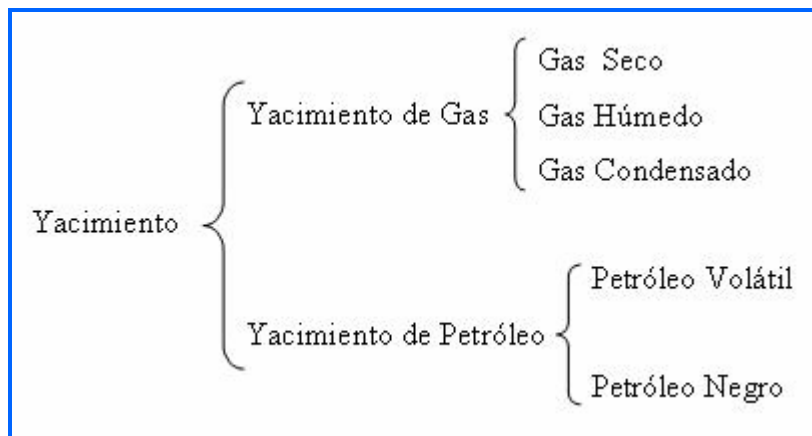 Yacimiento
Yacimiento de Gas
Gas Seco
Gas Húmedo
Gas Condensado
Yacimiento de Petróleo
Petróleo Volátil
Petróleo Negro